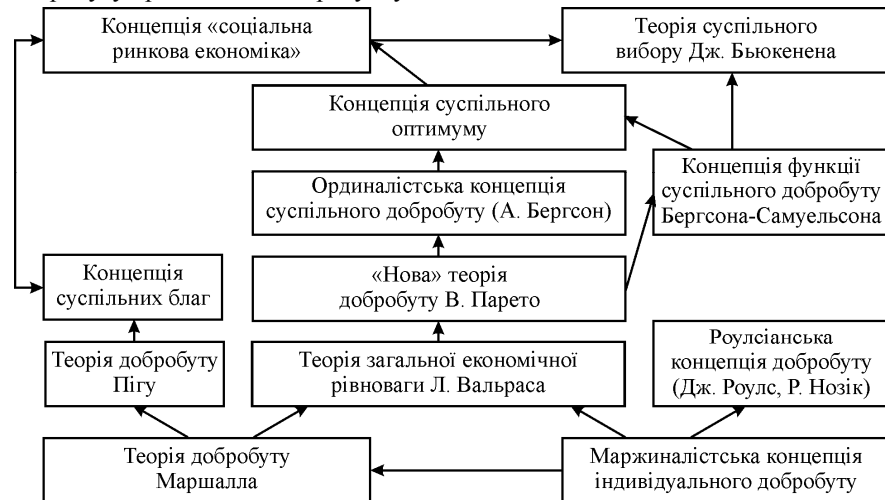 Концепція «соціальна
ринкова економіка»
Теорія суспільного
вибору Дж. Бьюкенена
Концепція суспільного
оптимуму
Концепція функції
суспільного добробуту
Бергсона-Самуельсона
Ординалістська концепція
суспільного добробуту (А. Бергсон)
Концепція
суспільних благ
«Нова» теорія
добробуту В. Парето
Роулсіанська
концепція добробуту
(Дж. Роулс, Р. Нозік)
Теорія добробуту
Пігу
Теорія загальної економічної
рівноваги Л. Вальраса
Теорія добробуту
Маршалла
Маржиналістська концепція
індивідуального добробуту